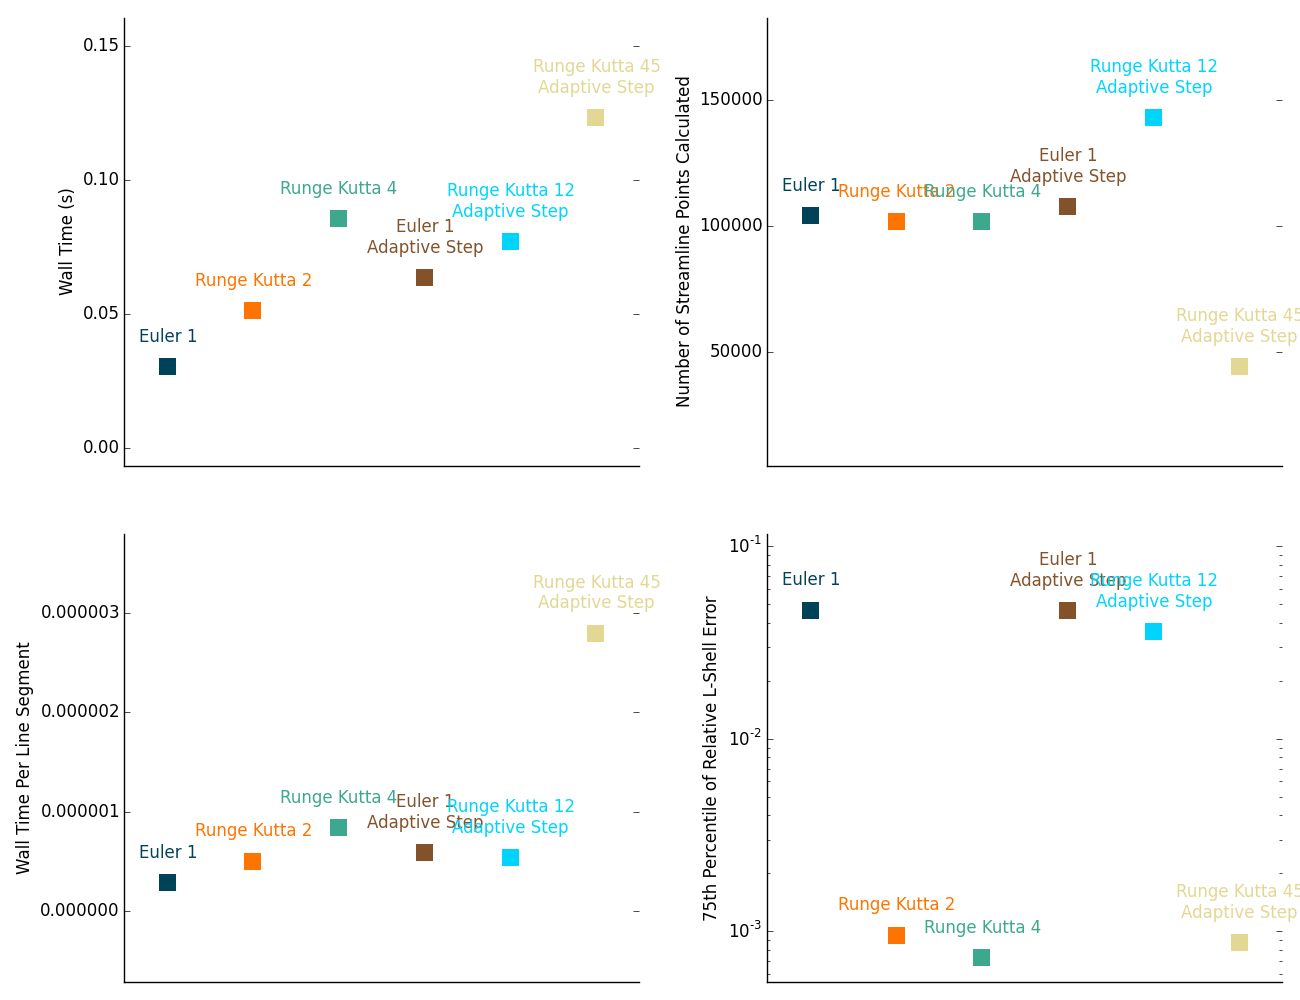 0.15
0.10
0.05
0.00
Wall Time (s)
Euler 1
Runge Kutta 2
Runge Kutta 4
Euler 1
Adaptive Step
Runge Kutta 12
Adaptive Step
Runge Kutta 45
Adaptive Step
150000
100000
50000
Number of Streamline Points Calculated
Euler 1
Runge Kutta 2
Runge Kutta 4
Euler 1
Adaptive Step
Runge Kutta 12
Adaptive Step
Runge Kutta 45
Adaptive Step
0.000003
0.000002
0.000001
0.000000
Wall Time Per Line Segment
Euler 1
Runge Kutta 2
Runge Kutta 4
Euler 1
Adaptive Step
Runge Kutta 12
Adaptive Step
Runge Kutta 45
Adaptive Step
10⁻¹
10⁻²
10⁻³
75th Percentile of Relative L-Shell Error
Euler 1
Runge Kutta 2
Runge Kutta 4
Euler 1
Adaptive Step
Runge Kutta 12
Adaptive Step
Runge Kutta 45
Adaptive Step